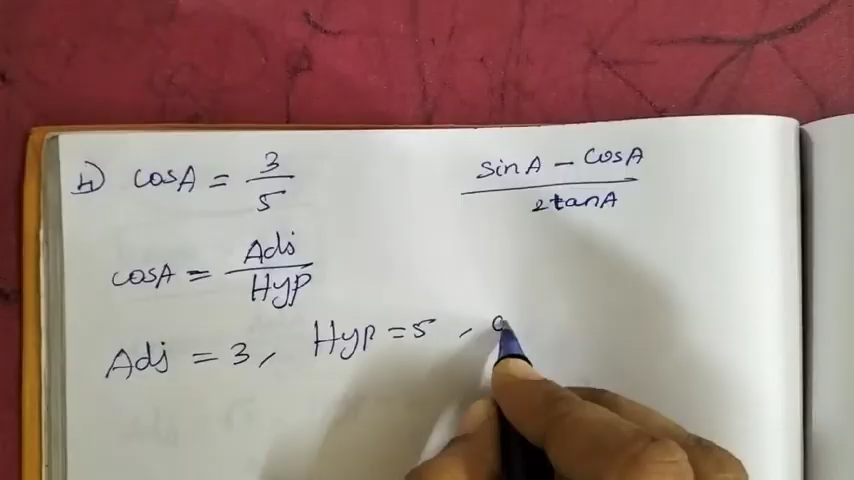 4) cosA = 3/5
sinA - cosA / 2tanA
cosA = Adj / Hyp
Adj = 3, Hyp = 5,